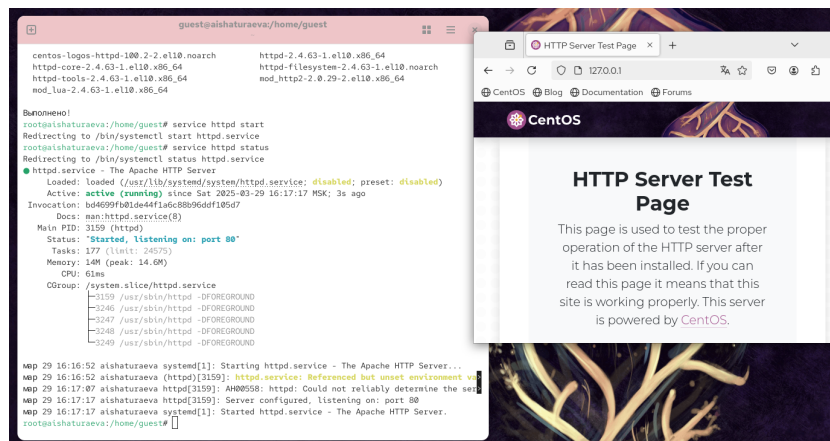 guest@aishaturaeva:/home/guest
centos-logos-httpd-100.2-2.el10.noarch httpd-2.4.63-1.el10.x86_64
httpd-core-2.4.63-1.el10.x86_64 httpd-filesystem-2.4.63-1.el10.noarch
httpd-tools-2.4.63-1.el10.x86_64 mod_http2-2.0.29-2.el10.x86_64
mod_lua-2.4.63-1.el10.x86_64
Выполнено!
root@aishaturaeva:/home/guest# service httpd start
Redirecting to /bin/systemctl start httpd.service
root@aishaturaeva:/home/guest# service httpd status
Redirecting to /bin/systemctl status httpd.service
● httpd.service - The Apache HTTP Server
Loaded: loaded (/usr/lib/systemd/system/httpd.service; disabled; preset: disabled)
Active: active (running) since Sat 2025-03-29 16:17:17 MSK; 3s ago
Invocation: bd4699fb01de44f1a6c88b96ddf105d7
Docs: man:httpd.service(8)
Main PID: 3159 (httpd)
Status: "Started, listening on: port 80"
Tasks: 177 (limit: 24575)
Memory: 14M (peak: 14.6M)
CPU: 61ms
CGroup: /system.slice/httpd.service
├─3159 /usr/sbin/httpd -DFOREGROUND
├─3246 /usr/sbin/httpd -DFOREGROUND
├─3247 /usr/sbin/httpd -DFOREGROUND
├─3248 /usr/sbin/httpd -DFOREGROUND
└─3249 /usr/sbin/httpd -DFOREGROUND
мар 29 16:16:52 aishaturaeva systemd[1]: Starting httpd.service - The Apache HTTP Server...
мар 29 16:16:52 aishaturaeva (httpd)[3159]: httpd.service: Referenced but unset environment va>
мар 29 16:17:07 aishaturaeva httpd[3159]: AH00558: httpd: Could not reliably determine the ser>
мар 29 16:17:17 aishaturaeva httpd[3159]: Server configured, listening on: port 80
мар 29 16:17:17 aishaturaeva systemd[1]: Started httpd.service - The Apache HTTP Server.
root@aishaturaeva:/home/guest#
HTTP Server Test Page
127.0.0.1
CentOS Blog Documentation Forums
CentOS
HTTP Server Test
Page
This page is used to test the proper
operation of the HTTP server after
it has been installed. If you can
read this page it means that this
site is working properly. This server
is powered by CentOS.